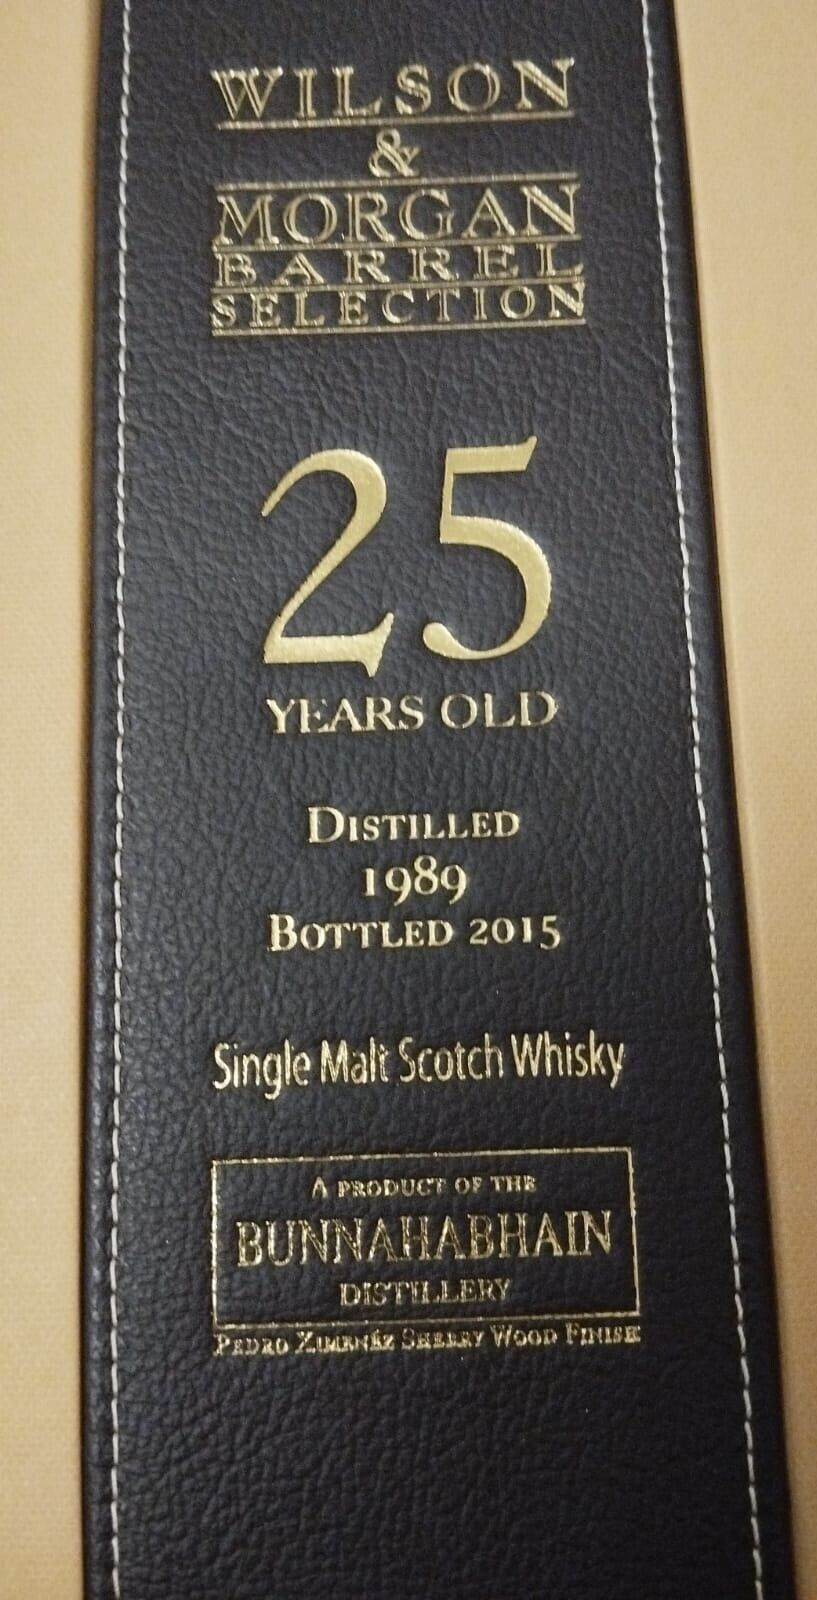 WILSON
&
MORGAN
BARREL
SELECTION
25
YEARS OLD
DISTILLED
1989
BOTTLED 2015
Single Malt Scotch Whisky
A PRODUCT OF THE
BUNNAHABHAIN
DISTILLERY
PEDRO XIMENÉZ SHERRY WOOD FINISH